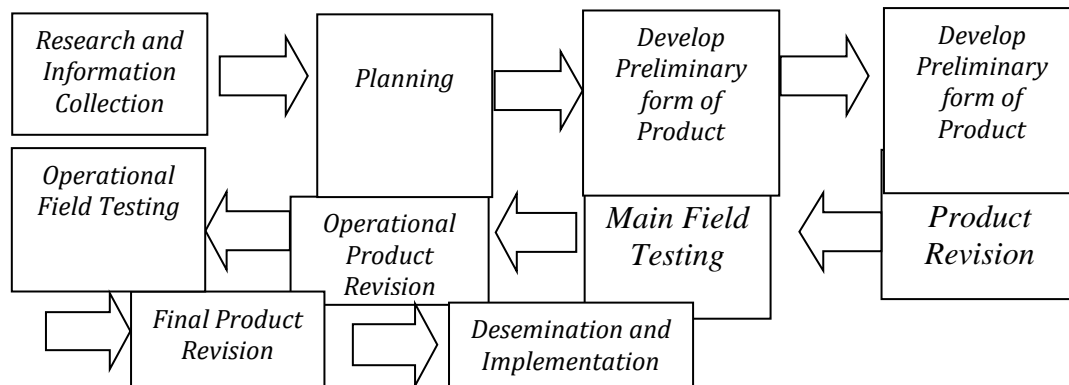 Research and
Information
Collection
Planning
Develop
Preliminary
form of
Product
Develop
Preliminary
form of
Product
Product
Revision
Main Field
Testing
Operational
Product
Revision
Operational
Field Testing
Final Product
Revision
Desemination and
Implementation